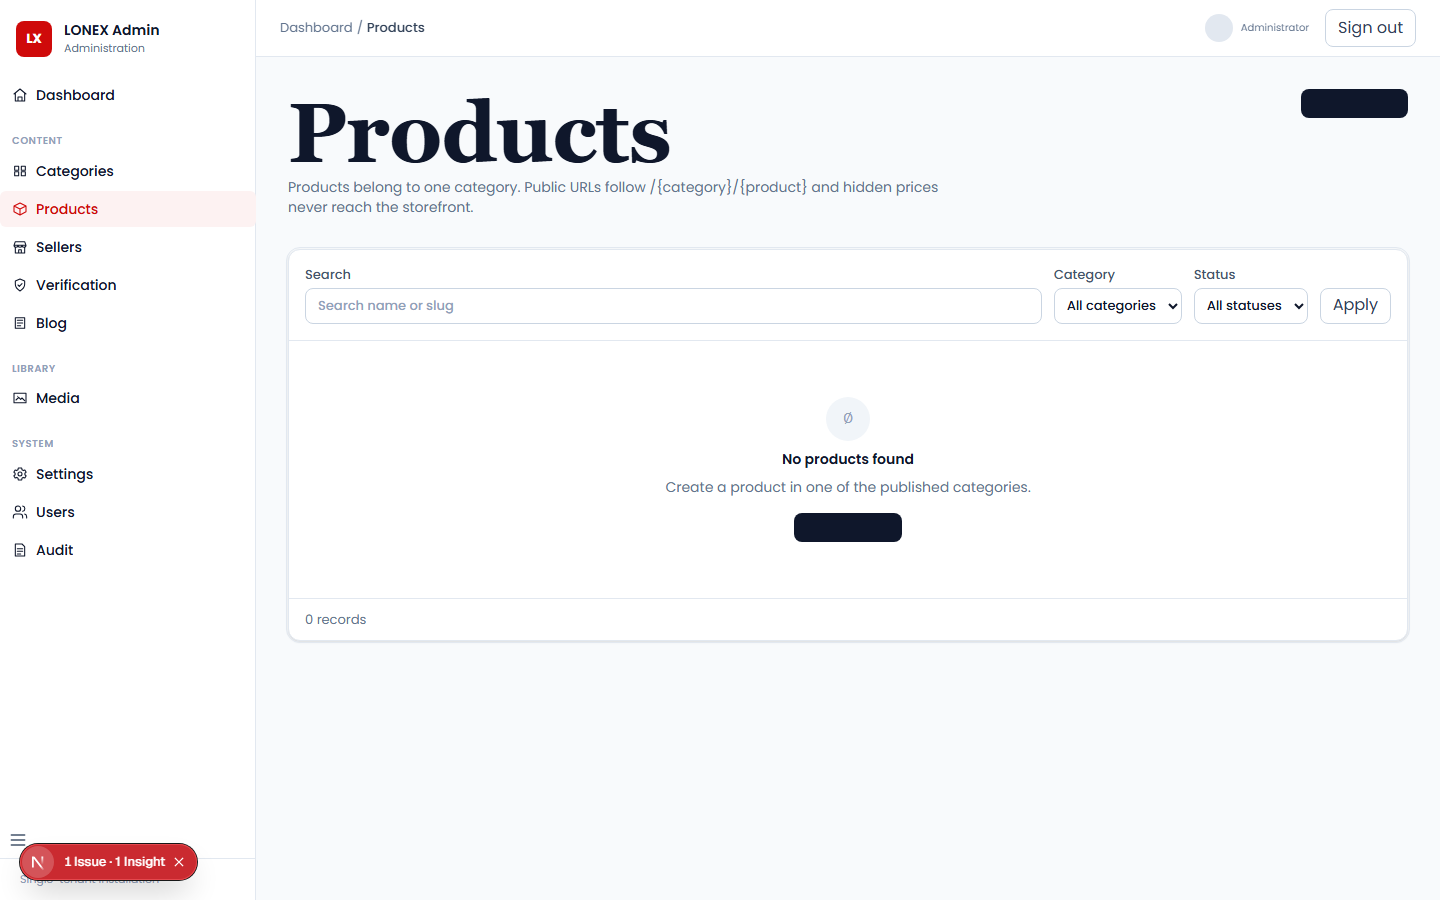 LX
LONEX Admin
Administration
Dashboard
CONTENT
Categories
Products
Sellers
Verification
Blog
LIBRARY
Media
SYSTEM
Settings
Users
Audit
1 Issue · 1 Insight
Single-tenant installation
Dashboard / Products
Administrator
Sign out
Products
Products belong to one category. Public URLs follow /{category}/{product} and hidden prices
never reach the storefront.
Search
Search name or slug
Category
All categories
Status
All statuses
Apply
Ø
No products found
Create a product in one of the published categories.
0 records